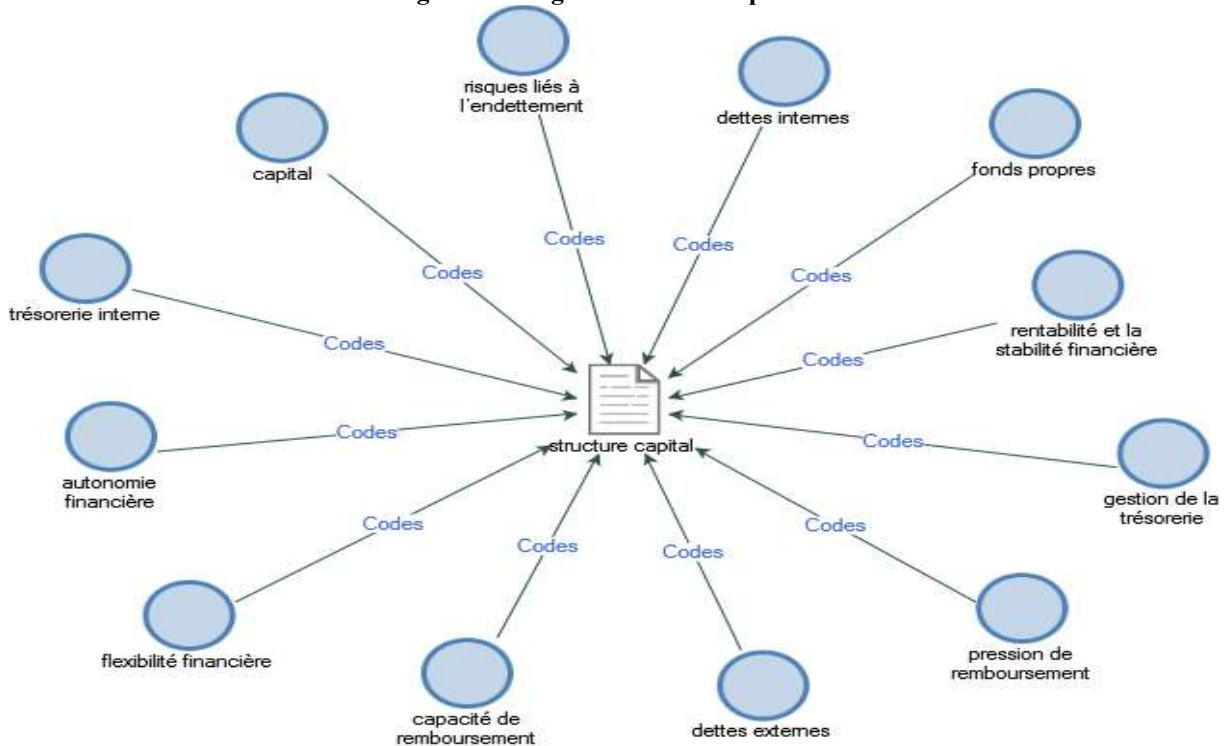 risques liés à
l'endettement
dettes internes
capital
fonds propres
Codes
Codes
Codes
Codes
trésorerie interne
rentabilité et la
stabilité financière
Codes
Codes
structure capital
Codes
Codes
autonomie
financière
gestion de la
trésorerie
Codes
Codes
Codes
Codes
flexibilité financière
pression de
remboursement
capacité de
remboursement
dettes externes